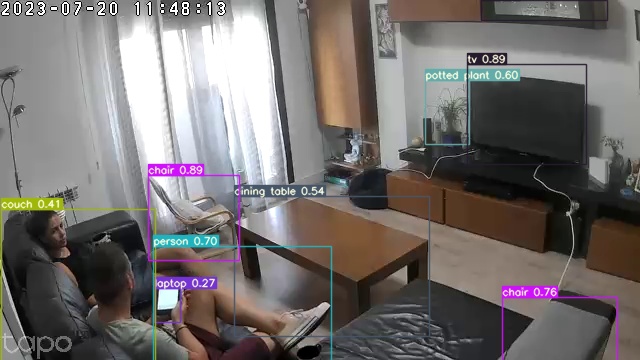 2023-07-20 11:48:13
tv 0.89
potted plant 0.60
chair 0.89
dining table 0.54
couch 0.41
person 0.70
laptop 0.27
chair 0.76
tapo